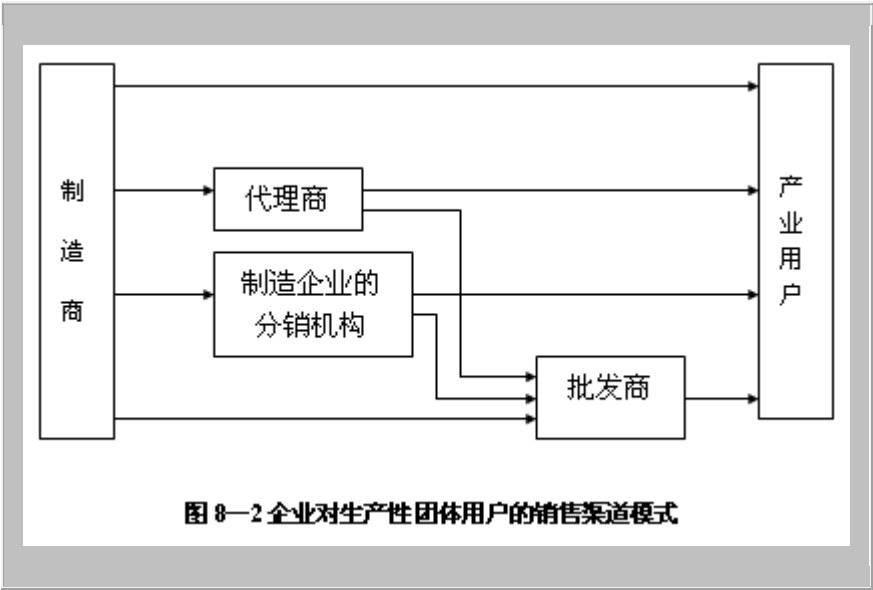 制造商
代理商
制造企业的
分销机构
批发商
产业用户
图 8—2 企业对生产性团体用户的销售渠道模式